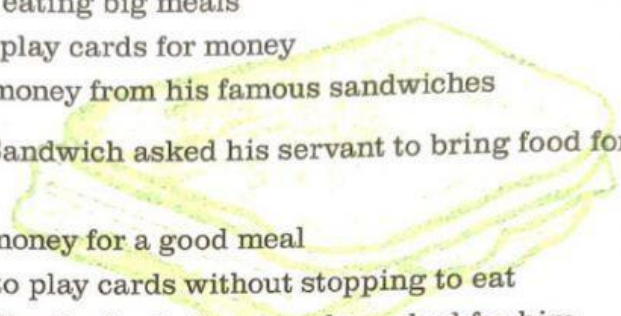 eating big meals
play cards for money
money from his famous sandwiches
Sandwich asked his servant to bring food for
money for a good meal
to play cards without stopping to eat